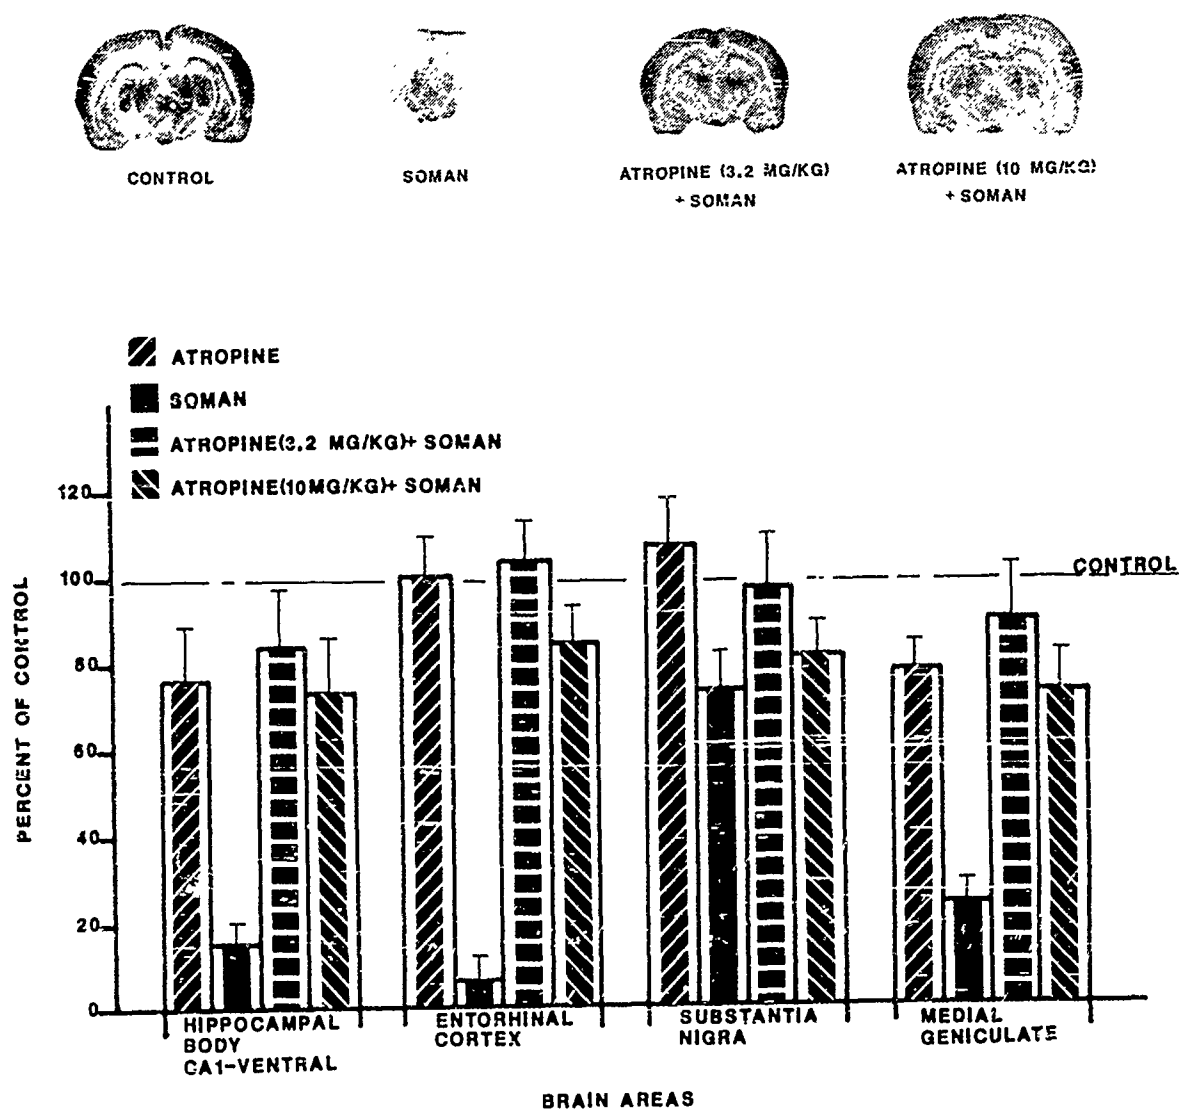 CONTROL
SOMAN
ATROPINE (3.2 MG/KG)
+ SOMAN
ATROPINE (10 MG/KG)
+ SOMAN
ATROPINE
SOMAN
ATROPINE(3.2 MG/KG)+ SOMAN
ATROPINE(10MG/KG)+ SOMAN
120
100
80
60
40
20
0
PERCENT OF CONTROL
CONTROL
HIPPOCAMPAL
BODY
CA1-VENTRAL
ENTORHINAL
CORTEX
SUBSTANTIA
NIGRA
MEDIAL
GENICULATE
BRAIN AREAS